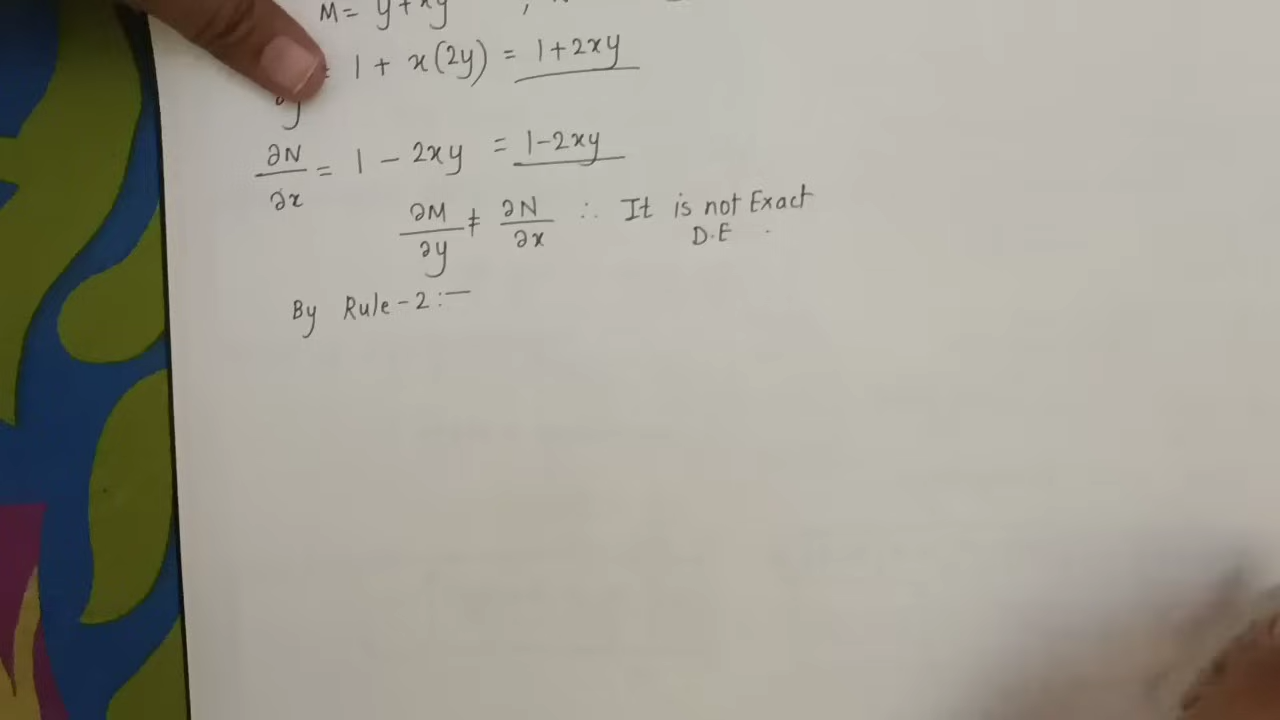 M = y + xy ,
= 1 + x(2y) = 1+2xy
∂y
∂N/∂x = 1 − 2xy = 1−2xy
∂M/∂y ≠ ∂N/∂x ∴ It is not Exact
D.E .
By Rule-2:—